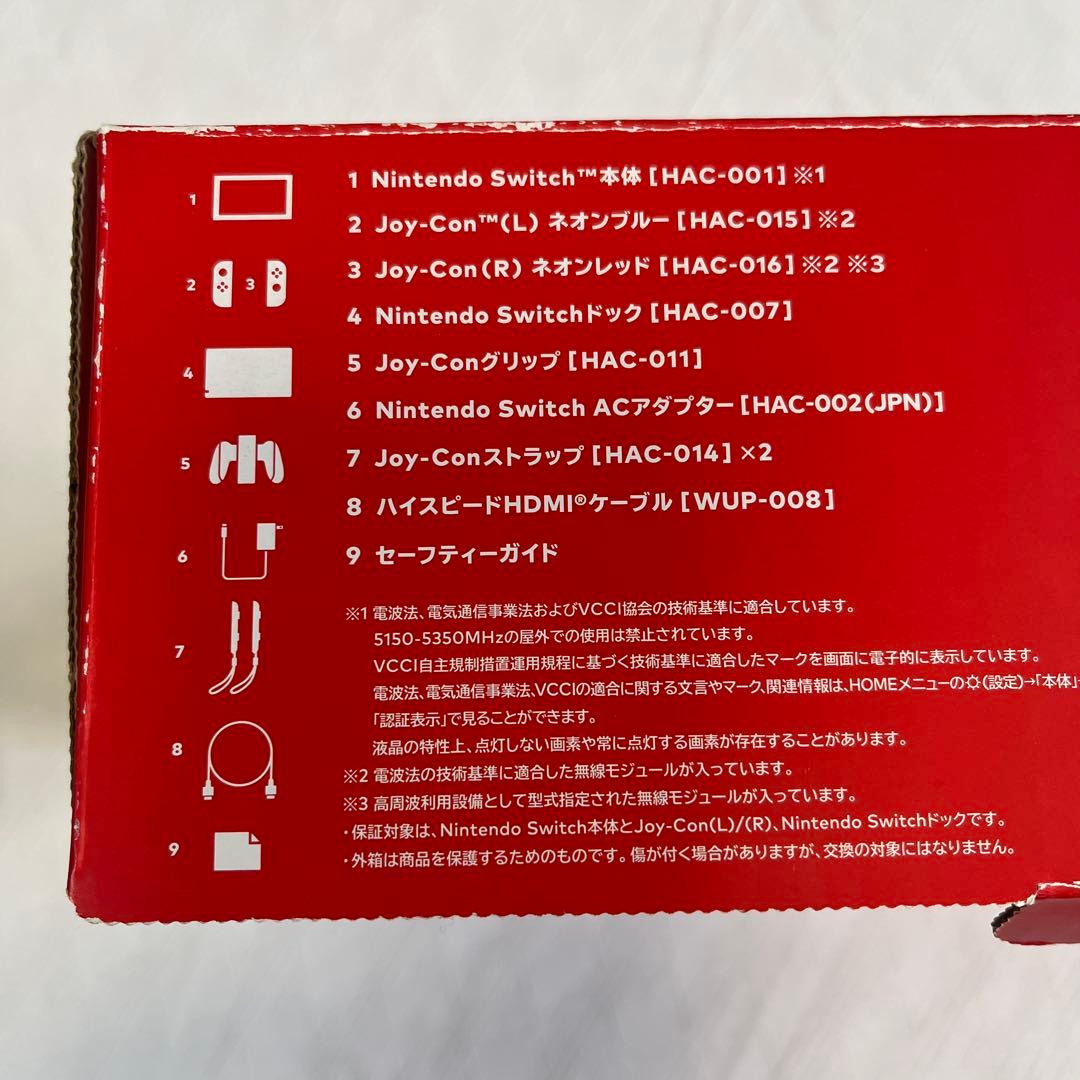 1 Nintendo Switch™本体[HAC-001]※1
2 Joy-Con™(L) ネオンブルー[HAC-015]※2
3 Joy-Con(R) ネオンレッド[HAC-016]※2 ※3
4 Nintendo Switchドック[HAC-007]
5 Joy-Conグリップ[HAC-011]
6 Nintendo Switch ACアダプター[HAC-002(JPN)]
7 Joy-Conストラップ[HAC-014]×2
8 ハイスピードHDMI®ケーブル[WUP-008]
9 セーフティーガイド
1
2 3
4
5
6
7
8
9
※1 電波法、電気通信事業法およびVCCI協会の技術基準に適合しています。
5150-5350MHzの屋外での使用は禁止されています。
VCCI自主規制措置運用規程に基づく技術基準に適合したマークを画面に電子的に表示しています。
電波法、電気通信事業法、VCCIの適合に関する文言やマーク、関連情報は、HOMEメニューの(設定)→「本体」→
「認証表示」で見ることができます。
液晶の特性上、点灯しない画素や常に点灯する画素が存在することがあります。
※2 電波法の技術基準に適合した無線モジュールが入っています。
※3 高周波利用設備として型式指定された無線モジュールが入っています。
・保証対象は、Nintendo Switch本体とJoy-Con(L)/(R)、Nintendo Switchドックです。
・外箱は商品を保護するためのものです。傷が付く場合がありますが、交換の対象にはなりません。